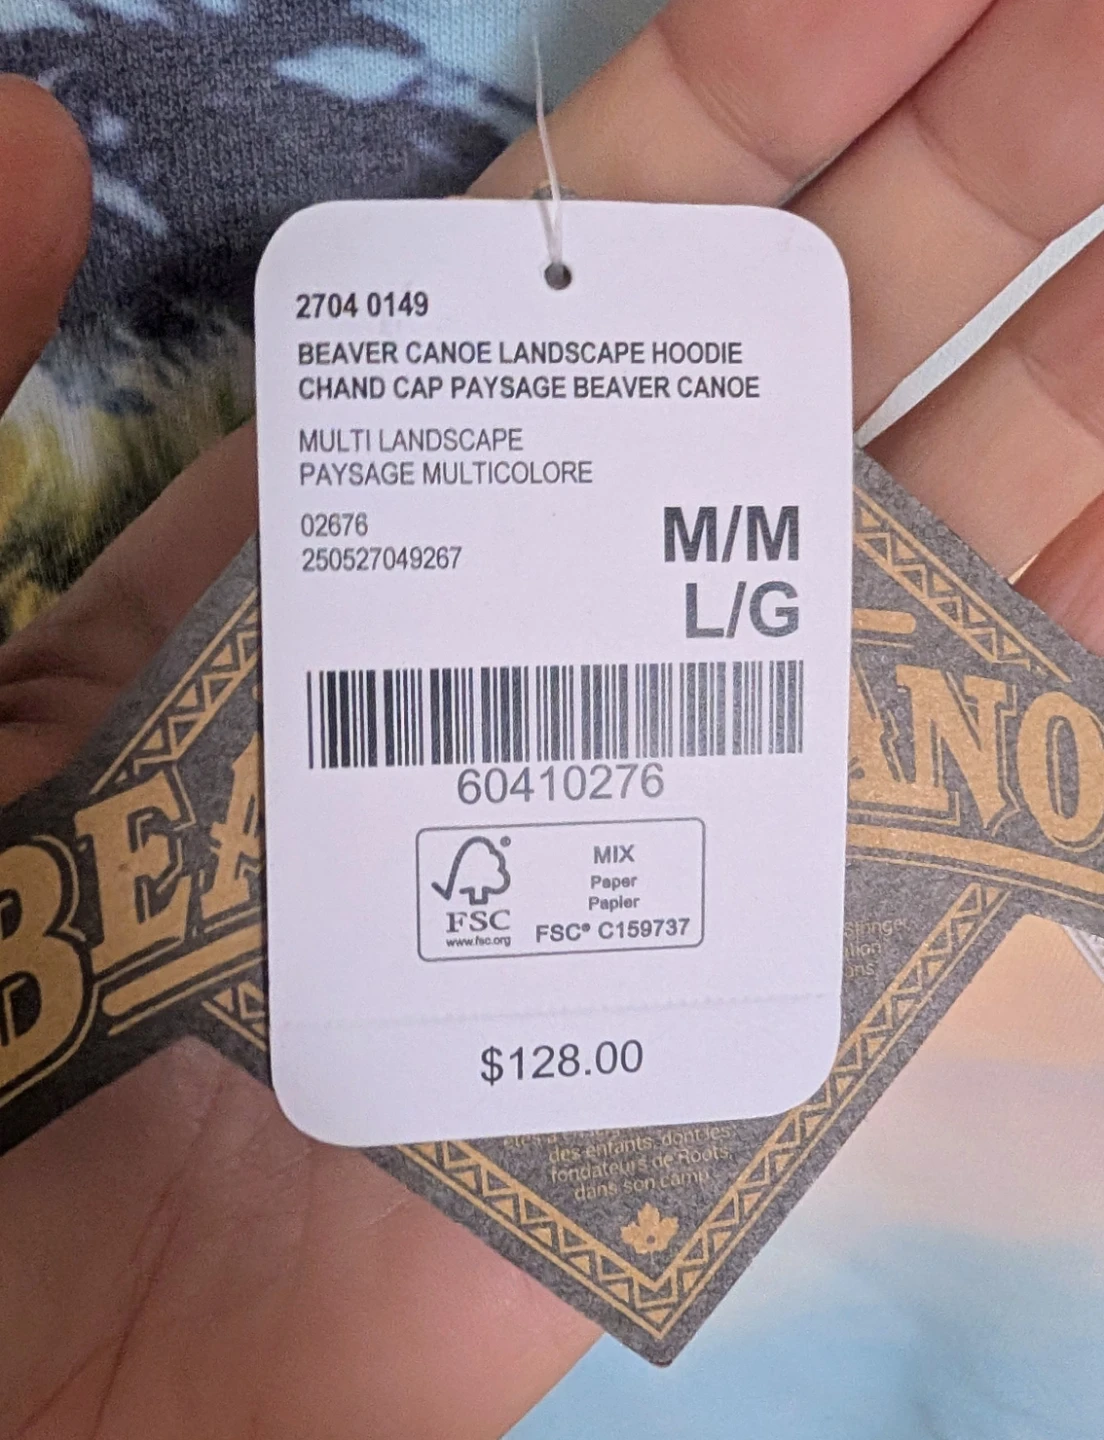 2704 0149
BEAVER CANOE LANDSCAPE HOODIE
CHAND CAP PAYSAGE BEAVER CANOE
MULTI LANDSCAPE
PAYSAGE MULTICOLORE
02676
250527049267
M/M
L/G
60410276
FSC
www.fsc.org
MIX
Paper
Papier
FSC® C159737
$128.00
BEA
ANO
des enfants, dont les
fondateurs de Roots,
dans son camp.